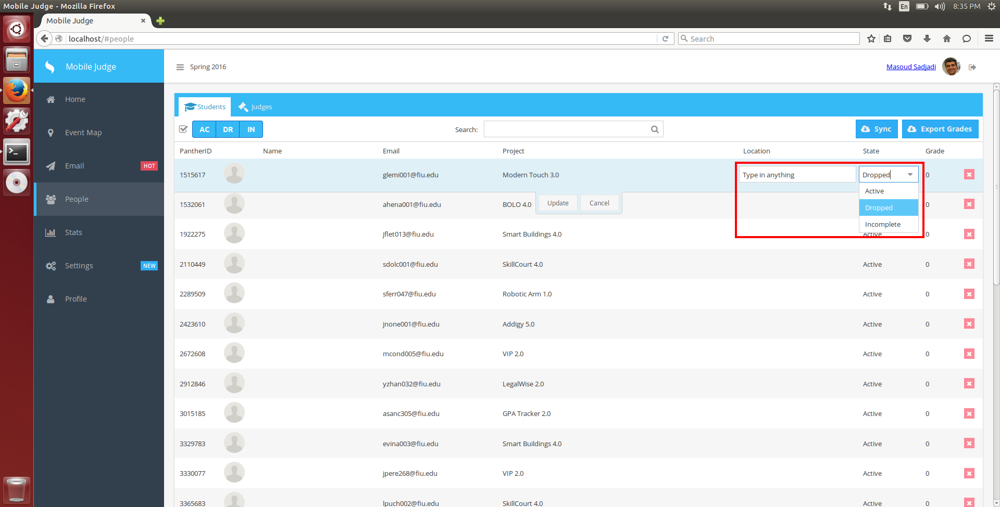 Mobile Judge - Mozilla Firefox
En
8:35 PM
Mobile Judge
localhost/#people
Search
Mobile Judge
Spring 2016
Masoud Sadjadi
Home
Event Map
Email
HOT
People
Stats
Settings
NEW
Profile
Students
Judges
AC
DR
IN
Search:
Sync
Export Grades
PantherID Name Email Project Location State Grade
1515617 glemi001@fiu.edu Modern Touch 3.0 Type in anything Dropped 0
Active
Dropped
Incomplete
Update
Cancel
1532061 ahena001@fiu.edu BOLO 4.0 0
1922275 jflet013@fiu.edu Smart Buildings 4.0 Active 0
2110449 sdolc001@fiu.edu SkillCourt 4.0 Active 0
2289509 sferr047@fiu.edu Robotic Arm 1.0 Active 0
2423610 jnone001@fiu.edu Addigy 5.0 Active 0
2672608 mcond005@fiu.edu VIP 2.0 Active 0
2912846 yzhan032@fiu.edu LegalWise 2.0 Active 0
3015185 asanc305@fiu.edu GPA Tracker 2.0 Active 0
3329783 evina003@fiu.edu Smart Buildings 4.0 Active 0
3330077 jpere268@fiu.edu VIP 2.0 Active 0
3365683 lpuch002@fiu.edu SkillCourt 4.0 Active 0